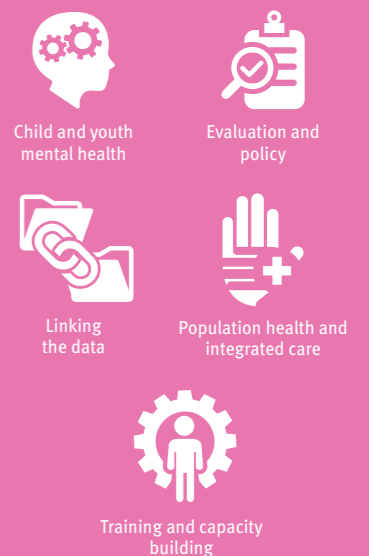 Child and youth
mental health
Evaluation and
policy
Linking
the data
Population health and
integrated care
Training and capacity
building